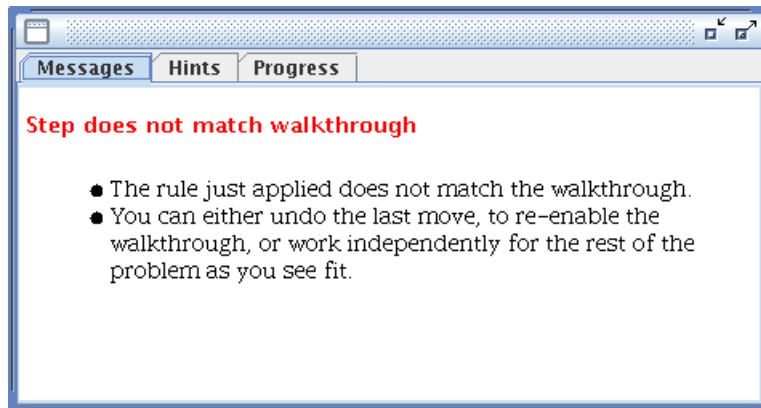 Messages Hints Progress
Step does not match walkthrough
● The rule just applied does not match the walkthrough.
● You can either undo the last move, to re-enable the
walkthrough, or work independently for the rest of the
problem as you see fit.